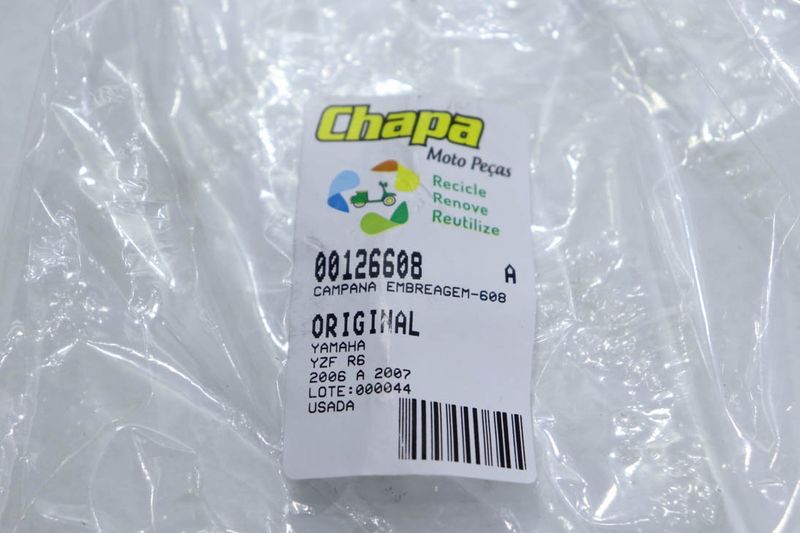 Chapa
Moto Peças
Recicle
Renove
Reutilize
00126608 A
CAMPANA EMBREAGEM-608
ORIGINAL
YAMAHA
YZF R6
2006 A 2007
LOTE:000044
USADA